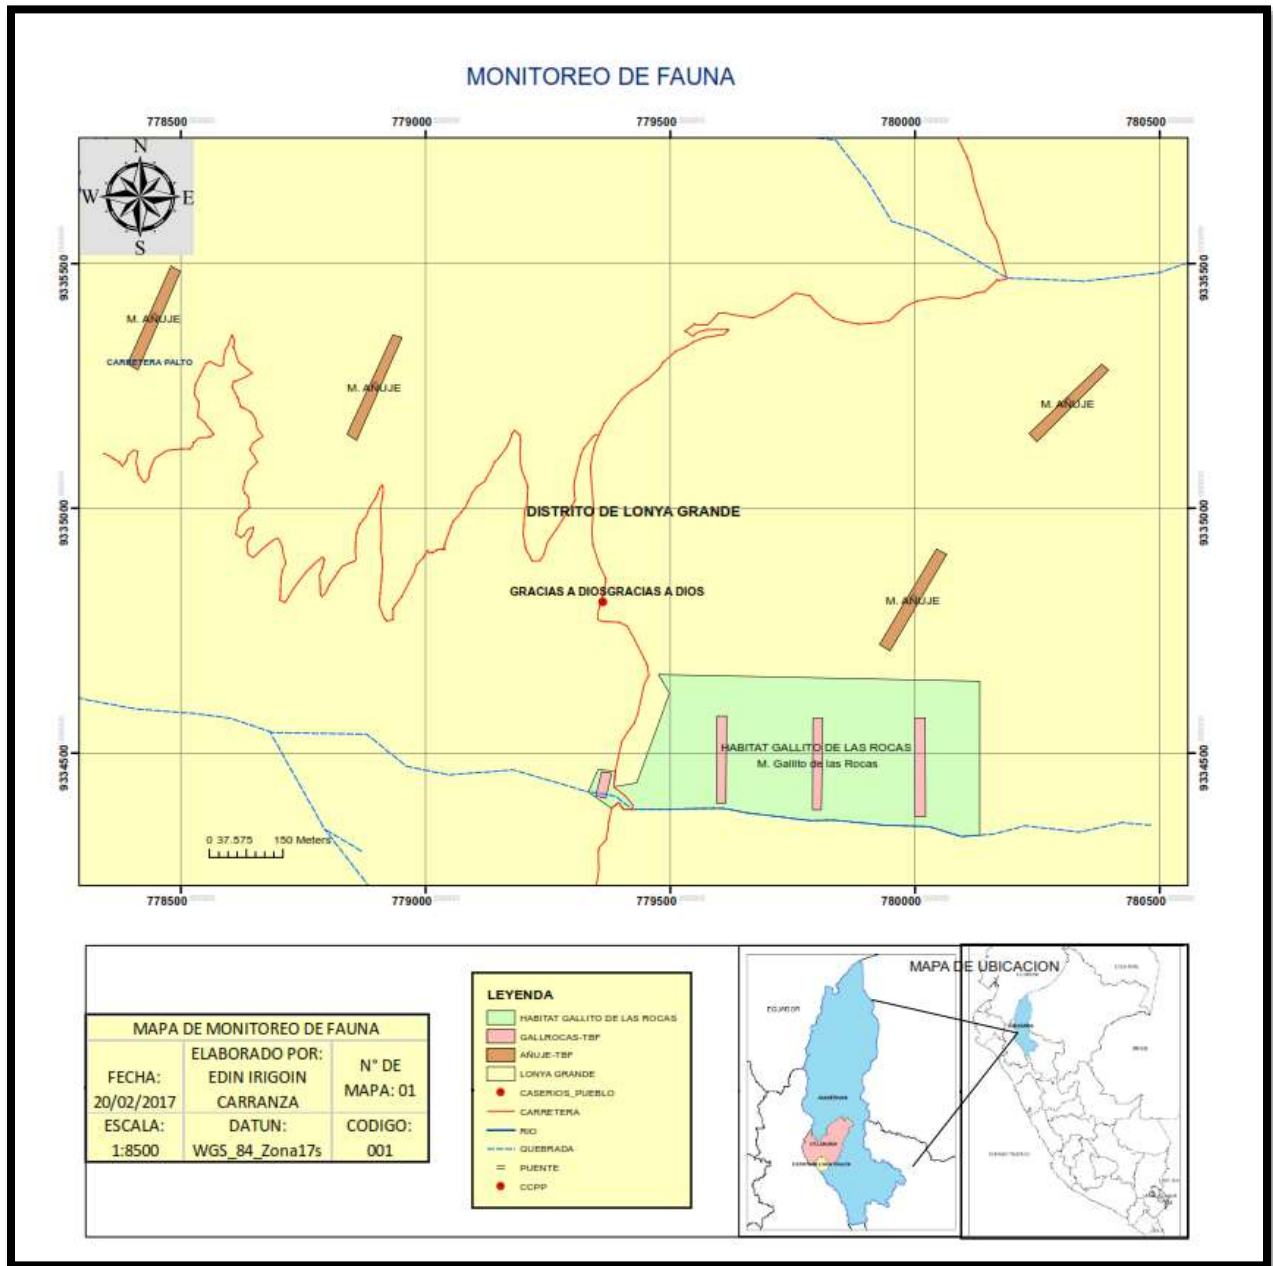 MONITOREO DE FAUNA
778500 779000 779500 780000 780500
N
W E
S
9335500 9335500
M. AÑUJE
CARRETERA PALTO
M. AÑUJE
M. AÑUJE
9335000 9335000
DISTRITO DE LONYA GRANDE
GRACIAS A DIOSGRACIAS A DIOS
M. AÑUJE
9334500 9334500
HABITAT GALLITO DE LAS ROCAS
M. Gallito de las Rocas
0 37.575 150 Meters
778500 779000 779500 780000 780500
MAPA DE MONITOREO DE FAUNA
FECHA:
20/02/2017
ELABORADO POR:
EDIN IRIGOIN
CARRANZA
N° DE
MAPA: 01
ESCALA:
1:8500
DATUN:
WGS_84_Zona17s
CODIGO:
001
LEYENDA
HABITAT GALLITO DE LAS ROCAS
GALLROCAS-TBF
AÑUJE-TBF
LONYA GRANDE
CASERIOS_PUEBLO
CARRETERA
RIO
QUEBRADA
PUENTE
CCPP
MAPA DE UBICACION
ECUADOR